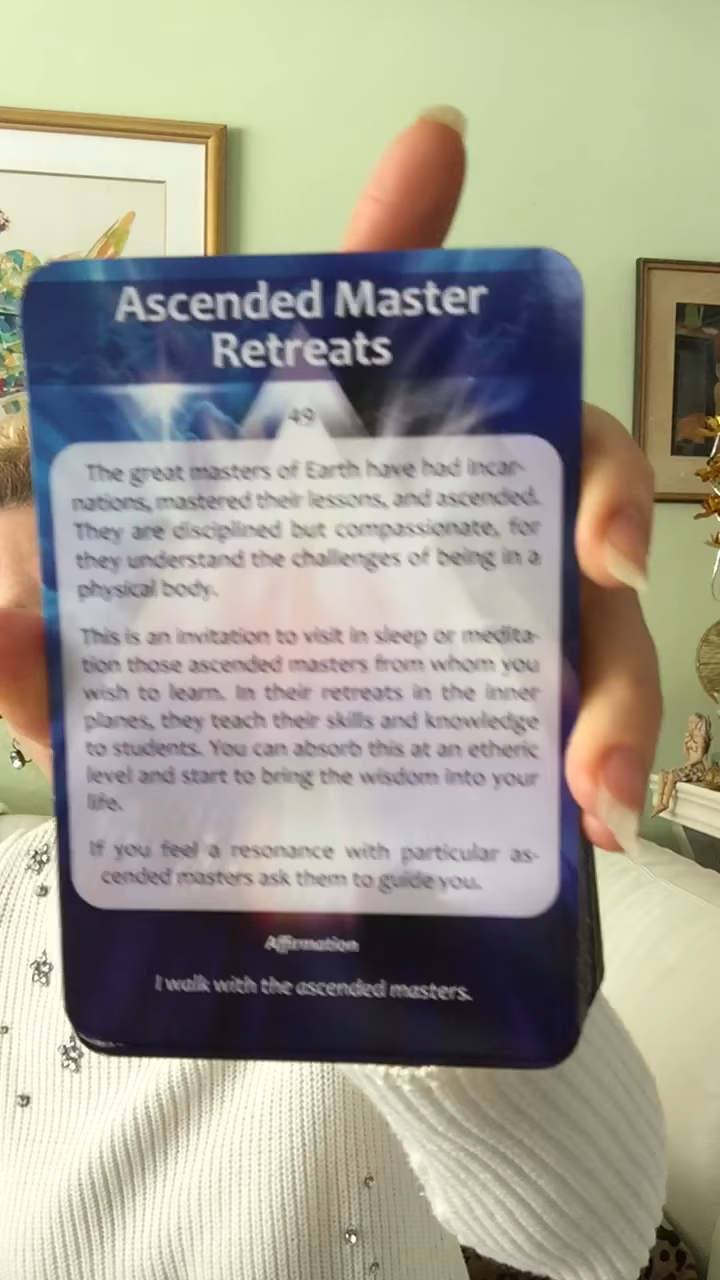 Ascended Master
Retreats
49
The great masters of Earth have had incar-
nations, mastered their lessons, and ascended.
They are disciplined but compassionate, for
they understand the challenges of being in a
physical body.
This is an invitation to visit in sleep or medita-
tion those ascended masters from whom you
wish to learn. In their retreats in the inner
planes, they teach their skills and knowledge
to students. You can absorb this at an etheric
level and start to bring the wisdom into your
life.
If you feel a resonance with particular as-
cended masters ask them to guide you.
Affirmation
I walk with the ascended masters.